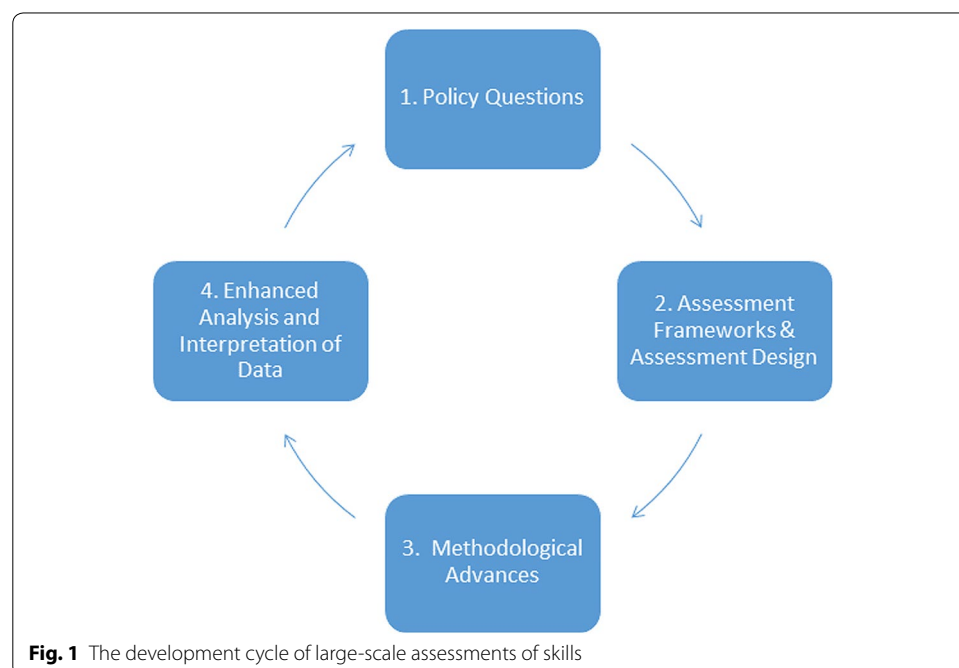 1. Policy Questions
2. Assessment
Frameworks &
Assessment Design
3. Methodological
Advances
4. Enhanced
Analysis and
Interpretation of
Data
Fig. 1 The development cycle of large-scale assessments of skills